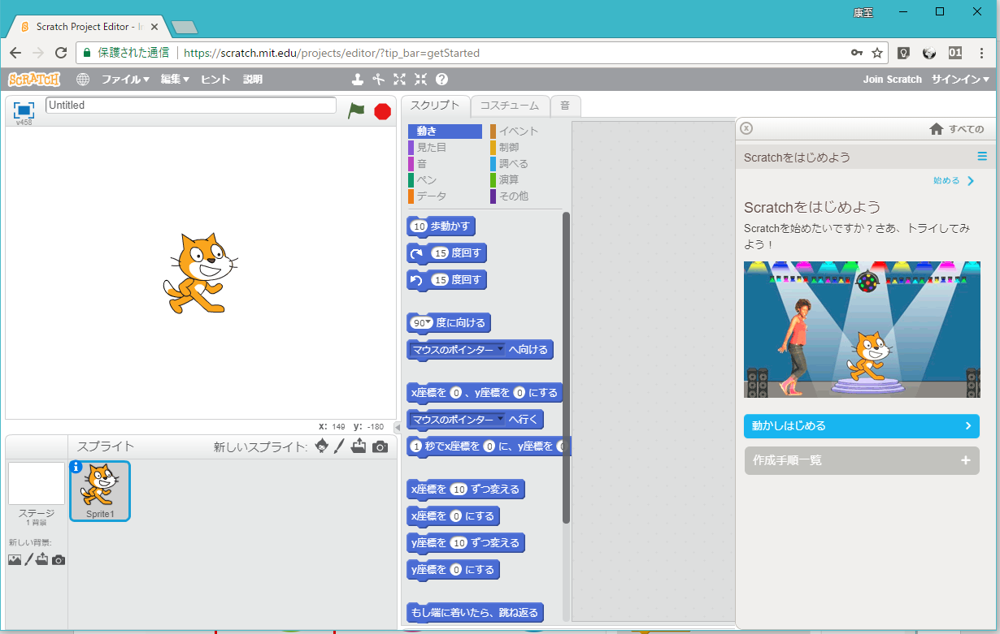 康至
Scratch Project Editor - I
保護された通信 https://scratch.mit.edu/projects/editor/?tip_bar=getStarted
01
SCRATCH ファイル 編集 ヒント 説明 Join Scratch サインイン
v458
Untitled
スクリプト コスチューム 音
動き イベント
見た目 制御
音 調べる
ペン 演算
データ その他
10 歩動かす
15 度回す
15 度回す
90 度に向ける
マウスのポインター へ向ける
x座標を 0 、y座標を 0 にする
マウスのポインター へ行く
1 秒でx座標を 0 に、y座標を 0
x座標を 10 ずつ変える
x座標を 0 にする
y座標を 10 ずつ変える
y座標を 0 にする
もし端に着いたら、跳ね返る
x: 149 y: -180
スプライト 新しいスプライト:
ステージ
1 背景
新しい背景:
Sprite1
すべての
Scratchをはじめよう
始める
Scratchをはじめよう
Scratchを始めたいですか？さあ、トライしてみ
よう！
動かしはじめる
作成手順一覧